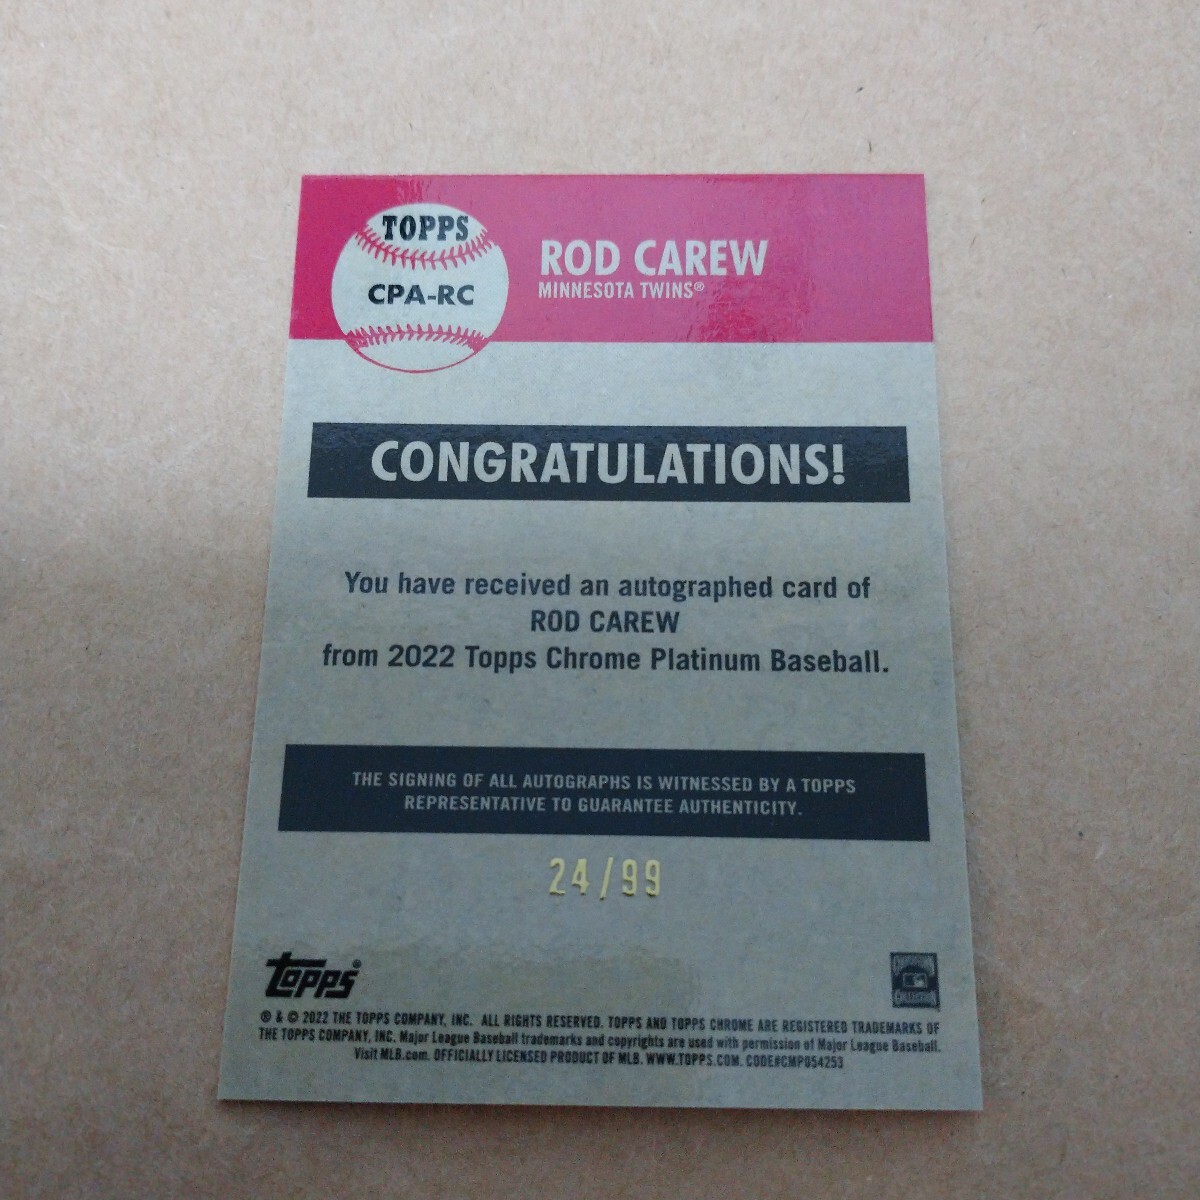 TOPPS
CPA-RC
ROD CAREW
MINNESOTA TWINS®
CONGRATULATIONS!
You have received an autographed card of
ROD CAREW
from 2022 Topps Chrome Platinum Baseball.
THE SIGNING OF ALL AUTOGRAPHS IS WITNESSED BY A TOPPS
REPRESENTATIVE TO GUARANTEE AUTHENTICITY.
24/99
topps®
COOPERSTOWN
COLLECTION
® & © 2022 THE TOPPS COMPANY, INC. ALL RIGHTS RESERVED. TOPPS AND TOPPS CHROME ARE REGISTERED TRADEMARKS OF
THE TOPPS COMPANY, INC. Major League Baseball trademarks and copyrights are used with permission of Major League Baseball.
Visit MLB.com. OFFICIALLY LICENSED PRODUCT OF MLB. WWW.TOPPS.COM. CODE#CMP054253